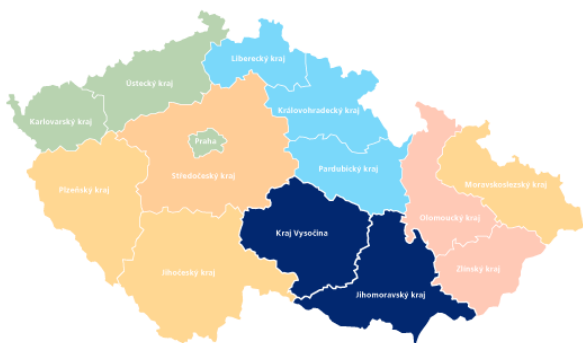 Liberecký kraj
Ústecký kraj
Královohradecký kraj
Karlovarský kraj
Praha
Pardubický kraj
Středočeský kraj
Moravskoslezský kraj
Plzeňský kraj
Olomoucký kraj
Kraj Vysočina
Zlínský kraj
Jihočeský kraj
Jihomoravský kraj